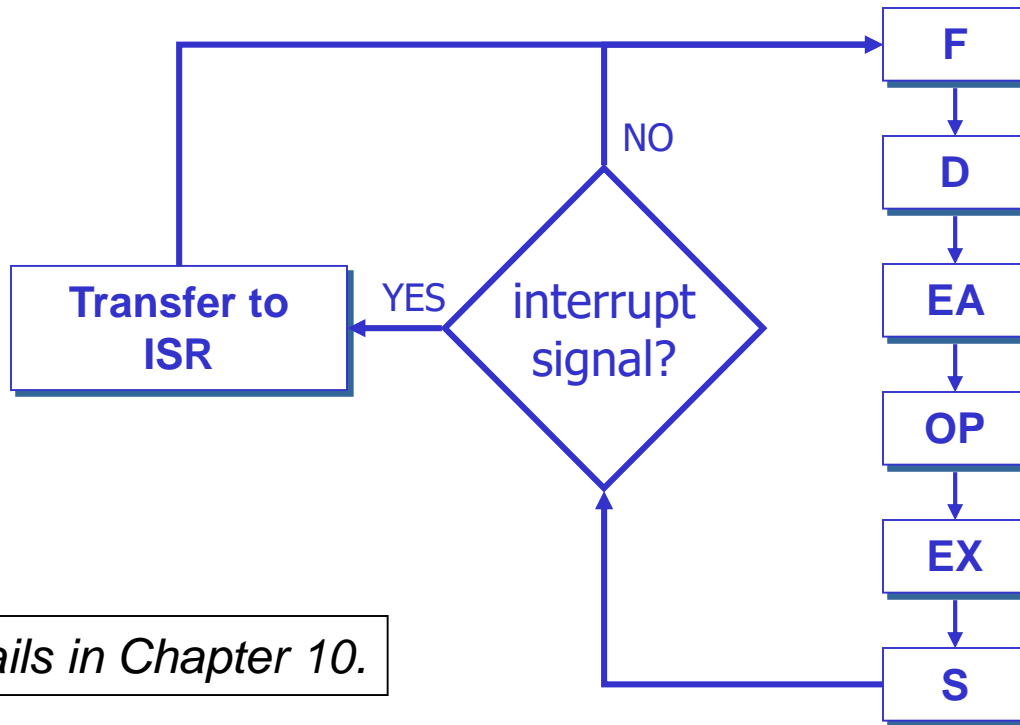 F
NO
D
Transfer to
ISR
YES
interrupt
signal?
EA
OP
EX
ails in Chapter 10.
S